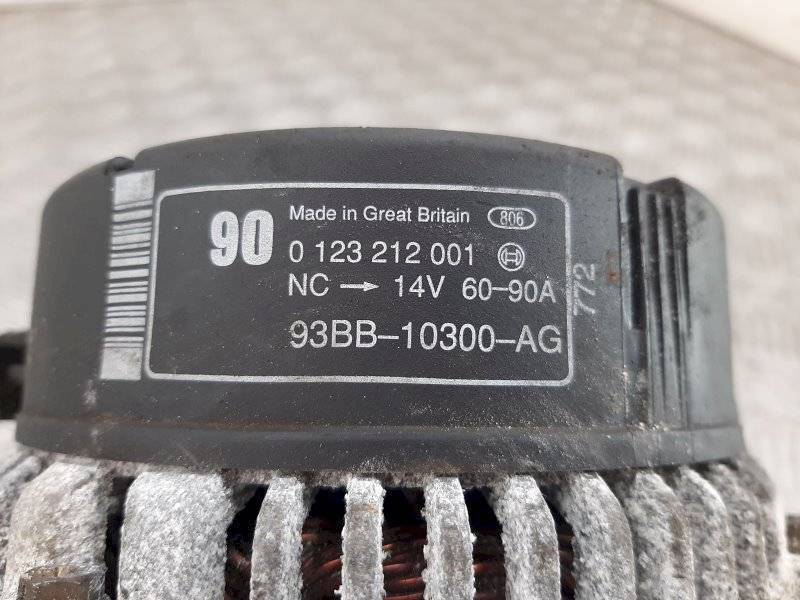 90 Made in Great Britain 806
0 123 212 001
NC → 14V 60-90A
93BB-10300-AG
772